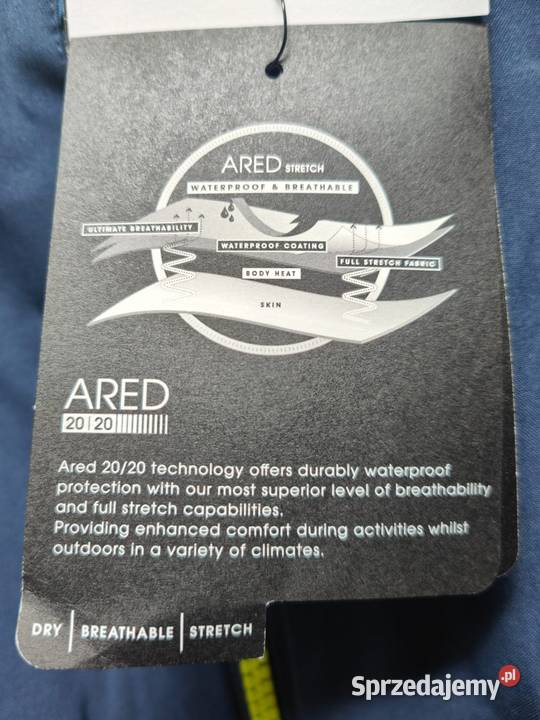 ARED STRETCH
WATERPROOF & BREATHABLE
ULTIMATE BREATHABILITY
WATERPROOF COATING
FULL STRETCH FABRIC
BODY HEAT
SKIN
ARED
20|20
Ared 20/20 technology offers durably waterproof
protection with our most superior level of breathability
and full stretch capabilities.
Providing enhanced comfort during activities whilst
outdoors in a variety of climates.
DRY | BREATHABLE | STRETCH
Sprzedajemy.pl